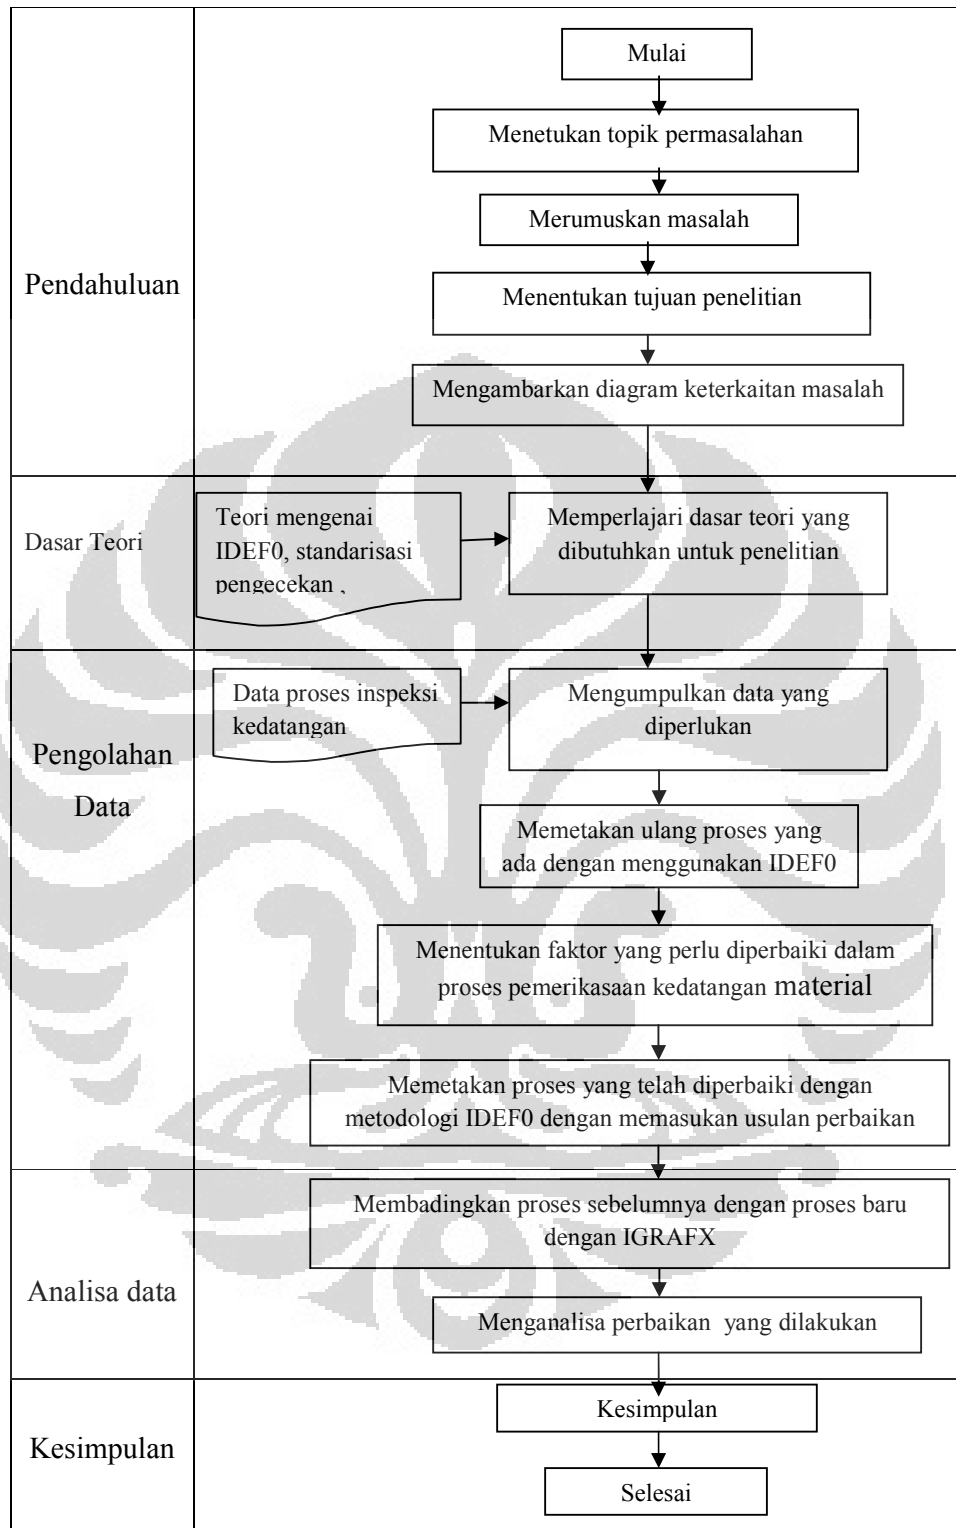 Pendahuluan
Mulai
Menetukan topik permasalahan
Merumuskan masalah
Menentukan tujuan penelitian
Mengambarkan diagram keterkaitan masalah
Dasar Teori
Teori mengenai
IDEF0, standarisasi
pengecekan ,
Memperlajari dasar teori yang
dibutuhkan untuk penelitian
Pengolahan
Data
Data proses inspeksi
kedatangan
Mengumpulkan data yang
diperlukan
Memetakan ulang proses yang
ada dengan menggunakan IDEF0
Menentukan faktor yang perlu diperbaiki dalam
proses pemerikasaan kedatangan material
Memetakan proses yang telah diperbaiki dengan
metodologi IDEF0 dengan memasukan usulan perbaikan
Analisa data
Membadingkan proses sebelumnya dengan proses baru
dengan IGRAFX
Menganalisa perbaikan  yang dilakukan
Kesimpulan
Kesimpulan
Selesai